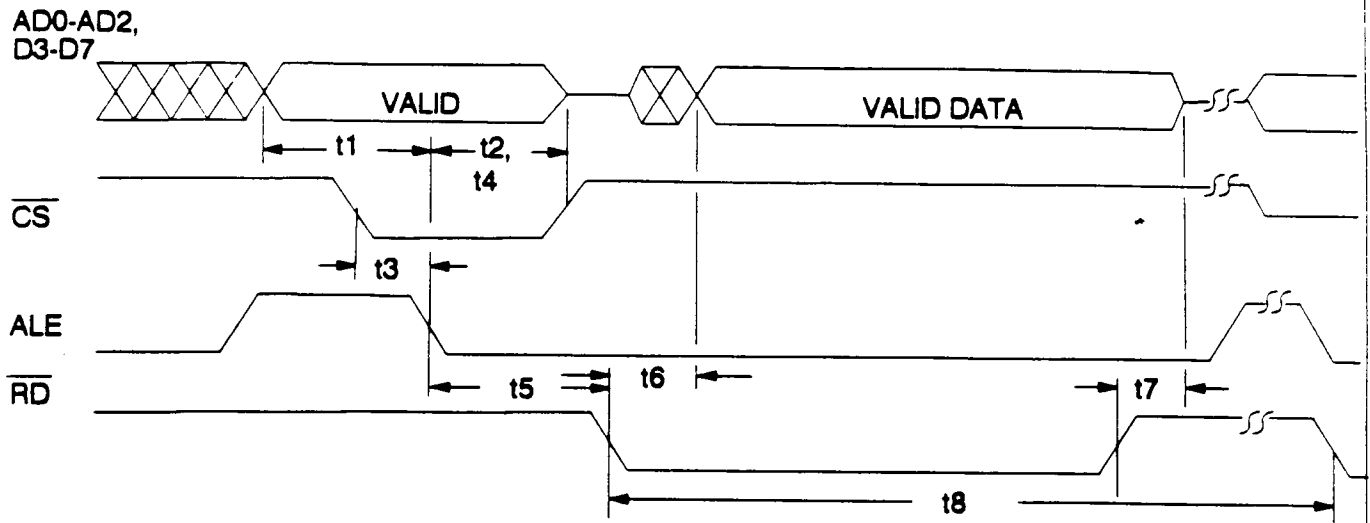 AD0-AD2,
D3-D7
VALID
VALID DATA
t1
t2,
t4
CS
t3
ALE
t5
t6
t7
RD
t8